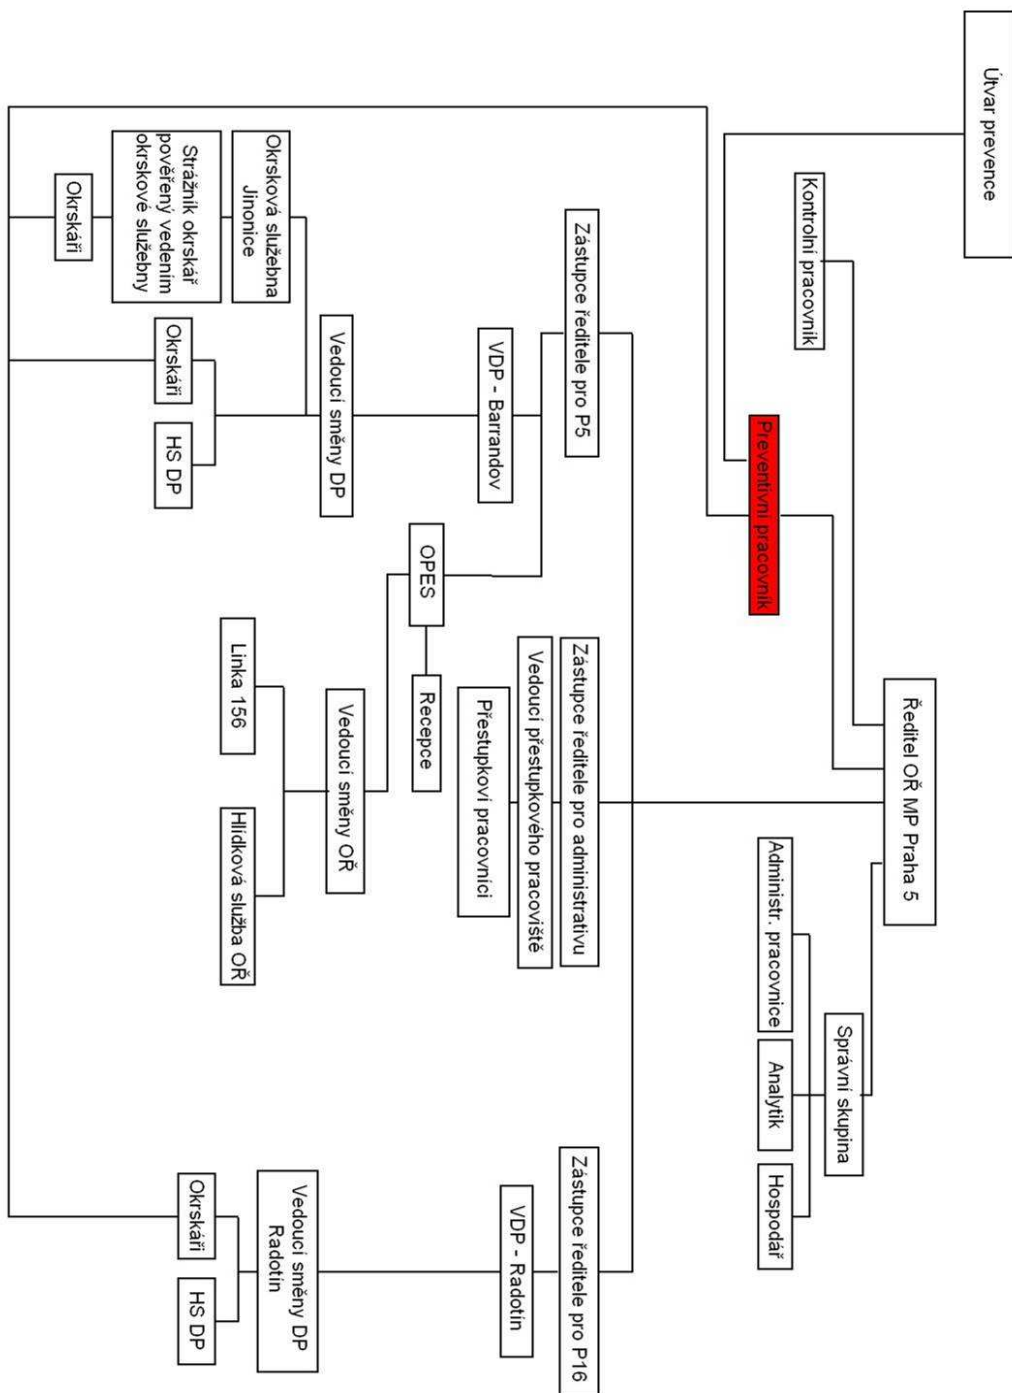 Útvar prevence
Ředitel OŘ MP Praha 5
Kontrolní pracovník
Správní skupina
Preventivní pracovník
Administr. pracovnice
Analytik
Hospodář
Zástupce ředitele pro P5
Zástupce ředitele pro administrativu
Zástupce ředitele pro P16
Vedoucí přestupkového pracoviště
VDP - Barrandov
Přestupkoví pracovníci
VDP - Radotín
OPES
Recepce
Vedoucí směny DP
Vedoucí směny OŘ
Vedoucí směny DP
Radotín
Okrsková služebna
Jinonice
Linka 156
Hlídková služba OŘ
Strážník okrskář
pověřený vedením
okrskové služebny
Okrskáři
HS DP
Okrskáři
HS DP
Okrskáři